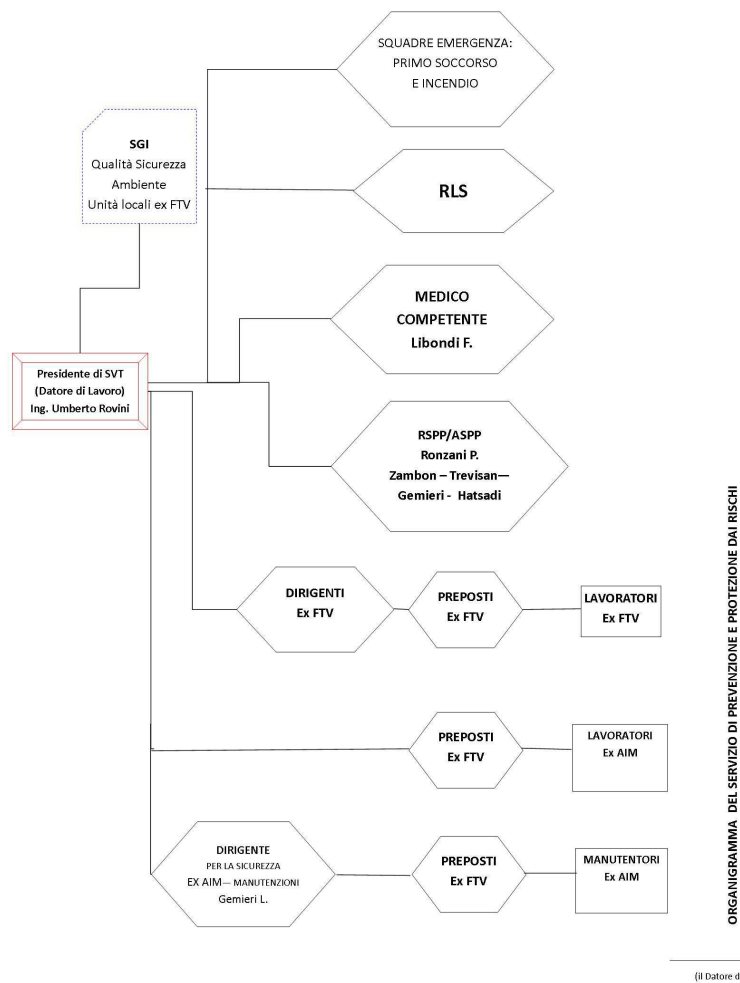 SQUADRE EMERGENZA:
PRIMO SOCCORSO
E INCENDIO
SGI
Qualità Sicurezza
Ambiente
Unità locali ex FTV
RLS
MEDICO
COMPETENTE
Libondi F.
Presidente di SVT
(Datore di Lavoro)
Ing. Umberto Rovini
RSPP/ASPP
Ronzani P.
Zambon – Trevisan—
Gemieri - Hatsadi
DIRIGENTI
Ex FTV
PREPOSTI
Ex FTV
LAVORATORI
Ex FTV
PREPOSTI
Ex FTV
LAVORATORI
Ex AIM
DIRIGENTE
PER LA SICUREZZA
EX AIM— MANUTENZIONI
Gemieri L.
PREPOSTI
Ex FTV
MANUTENTORI
Ex AIM
ORGANIGRAMMA DEL SERVIZIO DI PREVENZIONE E PROTEZIONE DAI RISCHI
(il Datore d